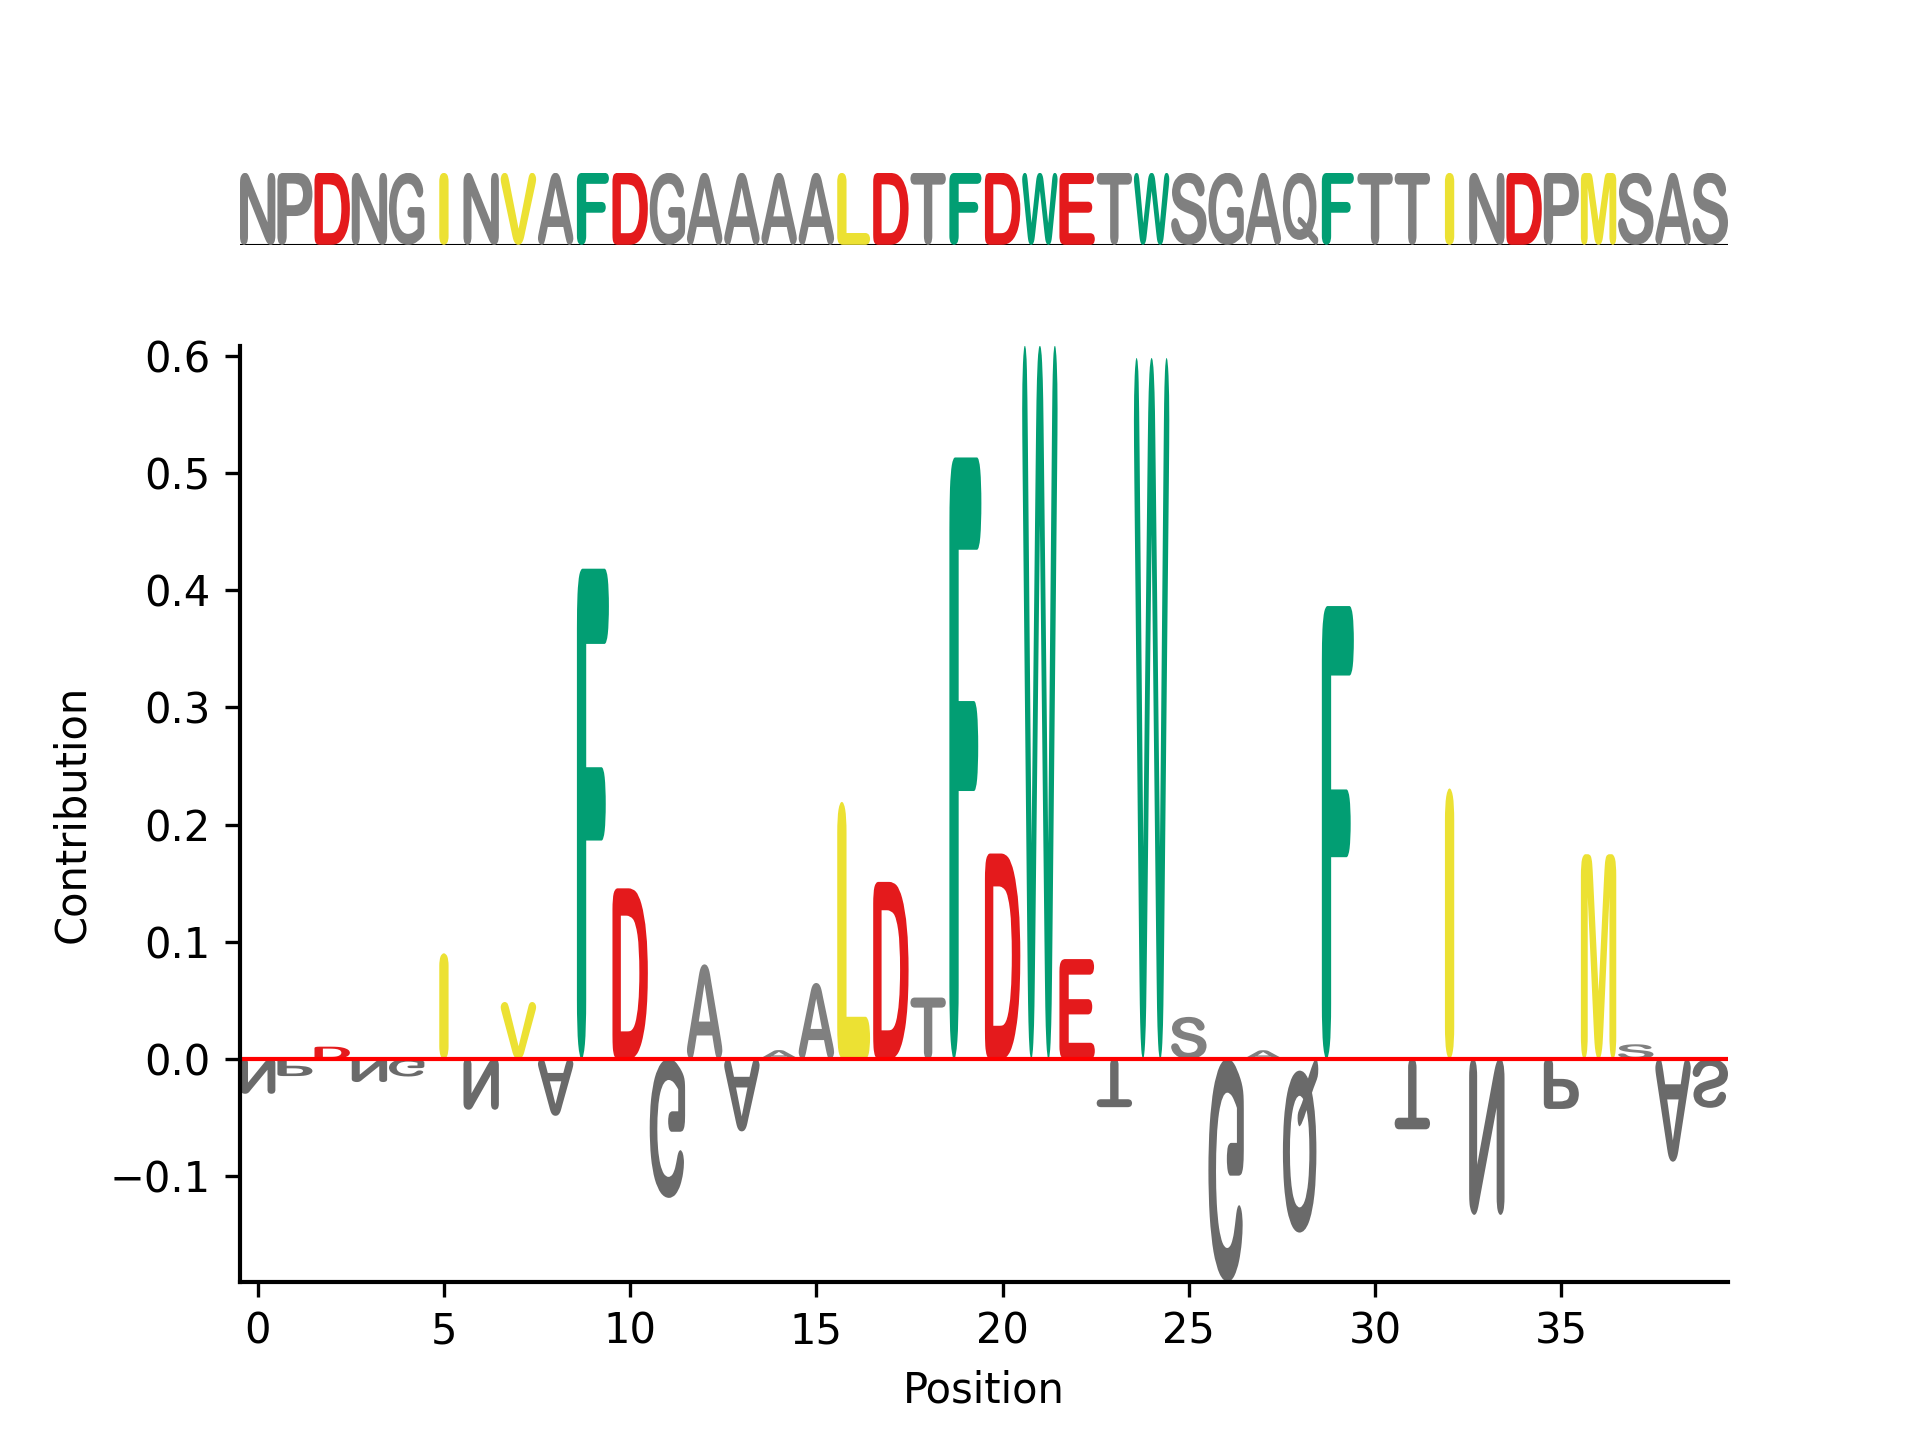 NPDNGINVAFDGAAAALDTFDWETWSGAQFTTINDPMSAS
0.6
0.5
0.4
0.3
0.2
0.1
0.0
−0.1
Contribution
NPDNGINVAFDGAAAALDTFDWETWSGAQFTINPMSAS
0 5 10 15 20 25 30 35
Position